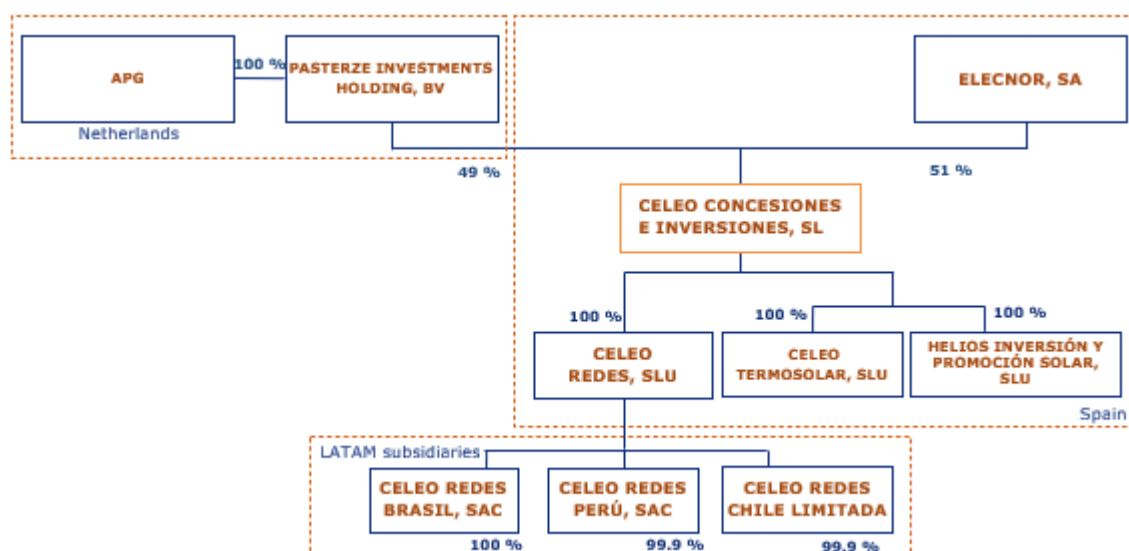 APG
100 %
PASTERZE INVESTMENTS
HOLDING, BV
ELECNOR, SA
Netherlands
49 %
51 %
CELEO CONCESIONES
E INVERSIONES, SL
100 %
100 %
100 %
CELEO
REDES, SLU
CELEO
TERMOSOLAR, SLU
HELIOS INVERSIÓN Y
PROMOCIÓN SOLAR,
SLU
Spain
LATAM subsidiaries
CELEO REDES
BRASIL, SAC
CELEO REDES
PERÚ, SAC
CELEO REDES
CHILE LIMITADA
100 %
99.9 %
99.9 %